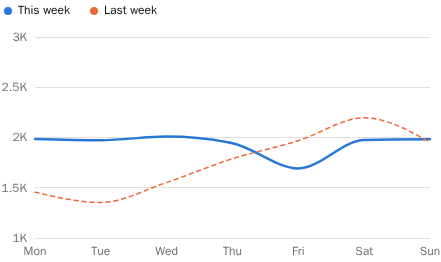 This week Last week
3K
2.5K
2K
1.5K
1K
Mon Tue Wed Thu Fri Sat Sun